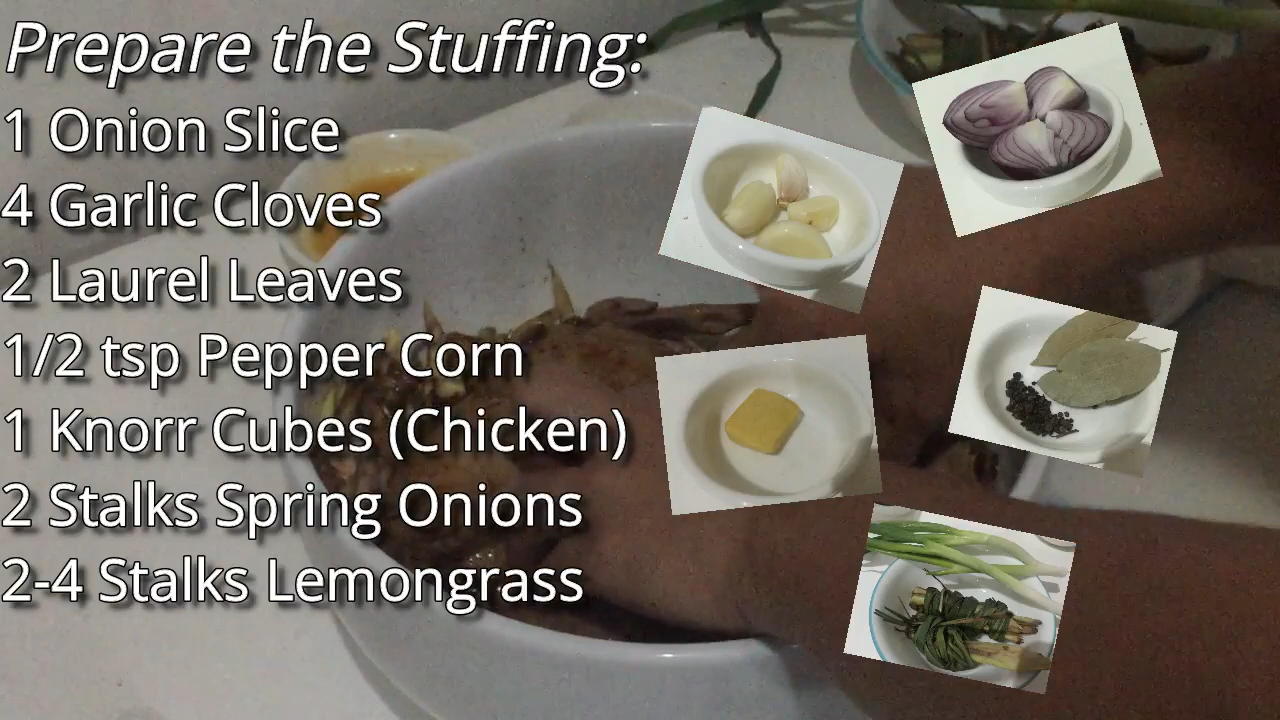 Prepare the Stuffing:
1 Onion Slice
4 Garlic Cloves
2 Laurel Leaves
1/2 tsp Pepper Corn
1 Knorr Cubes (Chicken)
2 Stalks Spring Onions
2-4 Stalks Lemongrass